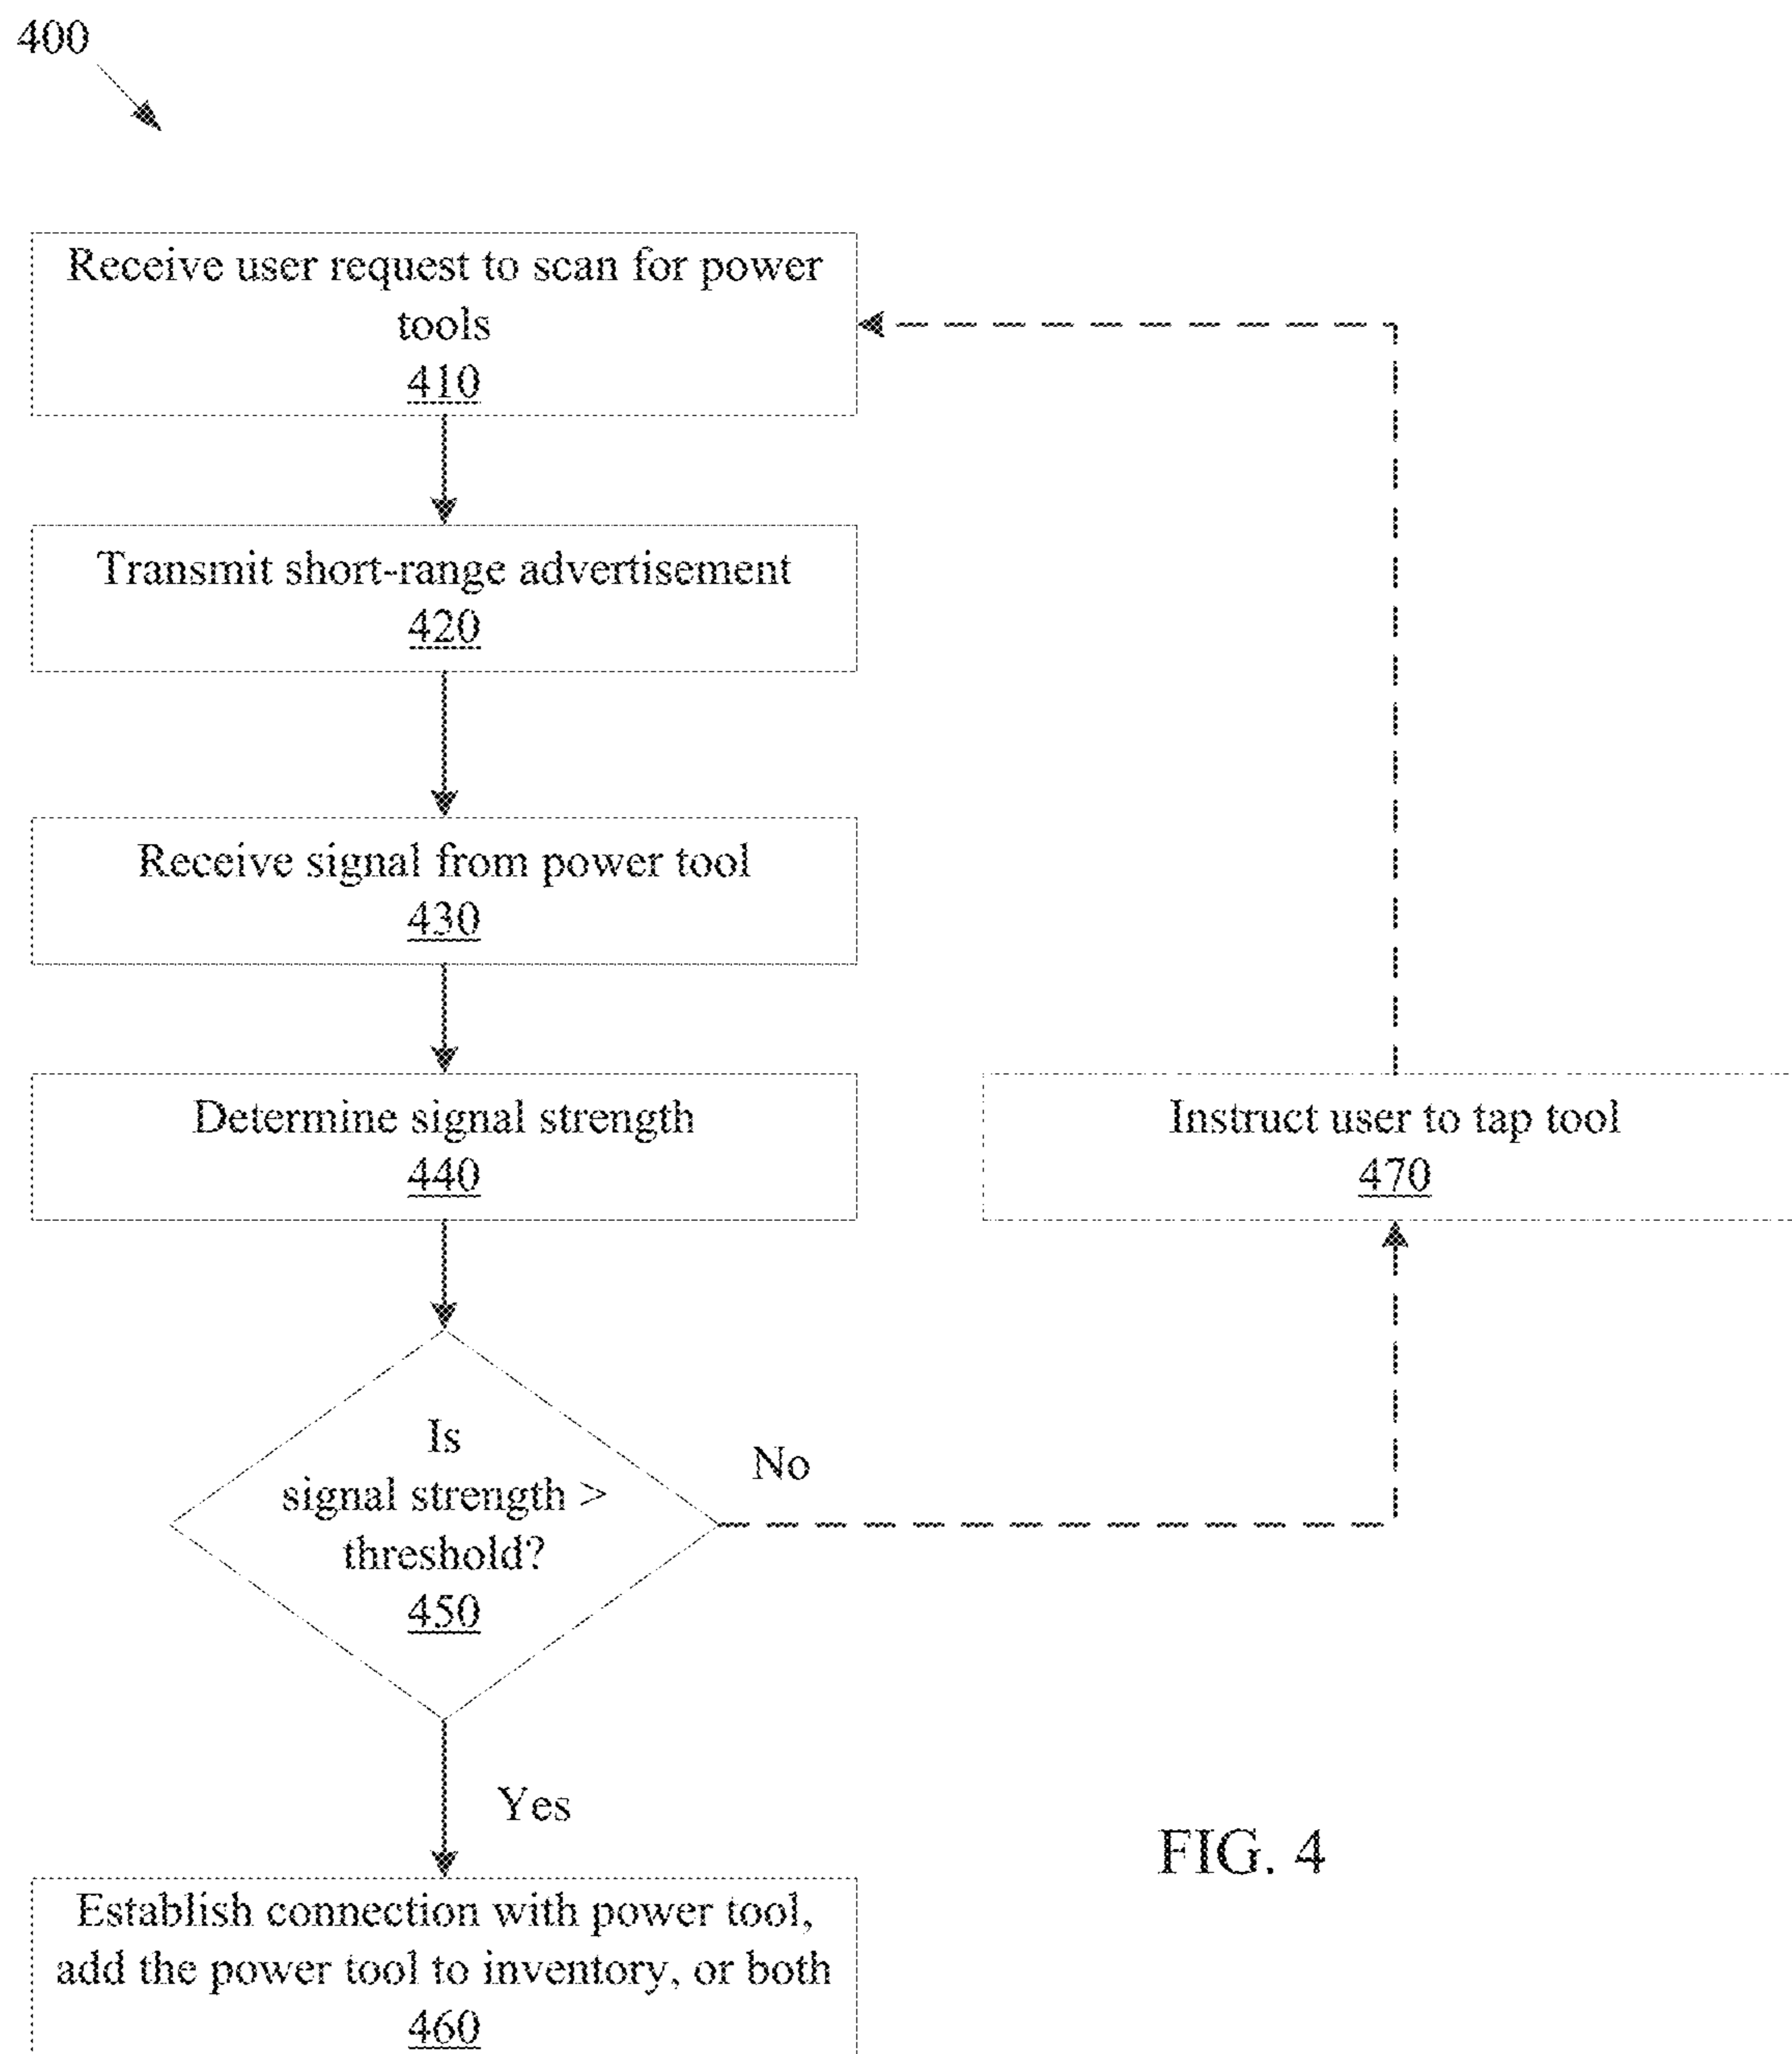 400
Receive user request to scan for power
tools
410
Transmit short-range advertisement
420
Receive signal from power tool
430
Determine signal strength
440
Instruct user to tap tool
470
Is
signal strength >
threshold?
450
No
Yes
Establish connection with power tool,
add the power tool to inventory, or both
460
FIG. 4